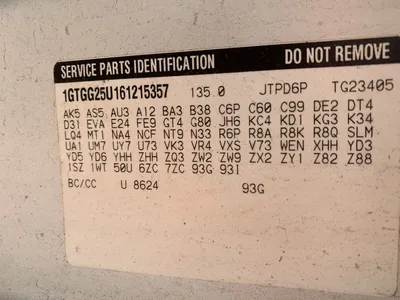 SERVICE PARTS IDENTIFICATION DO NOT REMOVE
1GTGG25U161215357 135.0 JTPD6P TG23405
AK5 AS5 AU3 A12 BA3 B38 C6P C60 C99 DE2 DT4
D31 EVA E24 FE9 GT4 G80 JH6 KC4 KD1 KG3 K34
LQ4 MT1 NA4 NCF NT9 N33 R6P R8A R8K R8Q SLM
UA1 UM7 UY7 U73 VK3 VR4 VXS V73 WEN XHH YD3
YD5 YD6 YHH ZHH ZQ3 ZW2 ZW9 ZX2 ZY1 Z82 Z88
1SZ 1WT 50U 6ZC 7ZC 93G 93I
BC/CC U 8624 93G